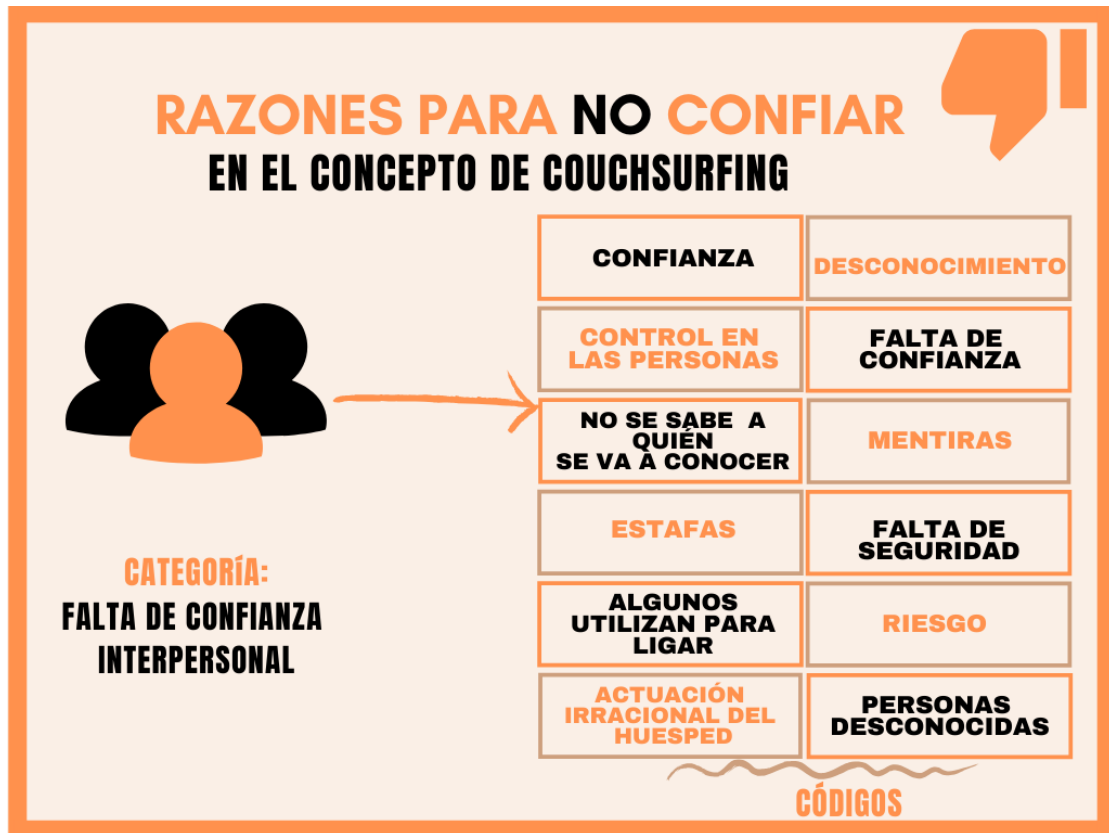 RAZONES PARA NO CONFIAR
EN EL CONCEPTO DE COUCHSURFING
CONFIANZA
DESCONOCIMIENTO
CONTROL EN
LAS PERSONAS
FALTA DE
CONFIANZA
NO SE SABE A
QUIÉN
SE VA A CONOCER
MENTIRAS
ESTAFAS
FALTA DE
SEGURIDAD
ALGUNOS
UTILIZAN PARA
LIGAR
RIESGO
ACTUACIÓN
IRRACIONAL DEL
HUESPED
PERSONAS
DESCONOCIDAS
CATEGORÍA:
FALTA DE CONFIANZA
INTERPERSONAL
CÓDIGOS